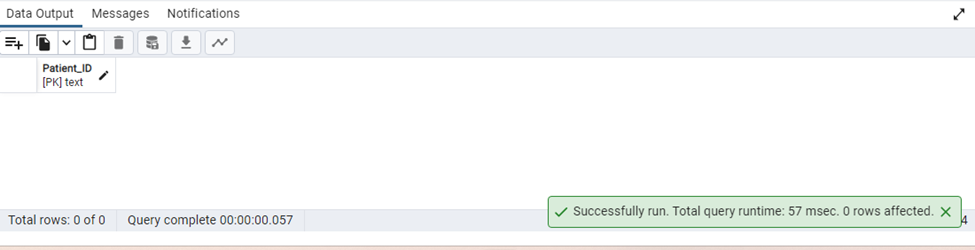 Data Output Messages Notifications
Patient_ID
[PK] text
Total rows: 0 of 0 Query complete 00:00:00.057
Successfully run. Total query runtime: 57 msec. 0 rows affected.
4